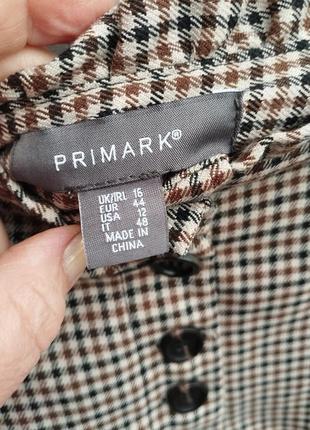 PRIMARK®
UK/IRL 16
EUR 44
USA 12
IT 48
MADE IN
CHINA